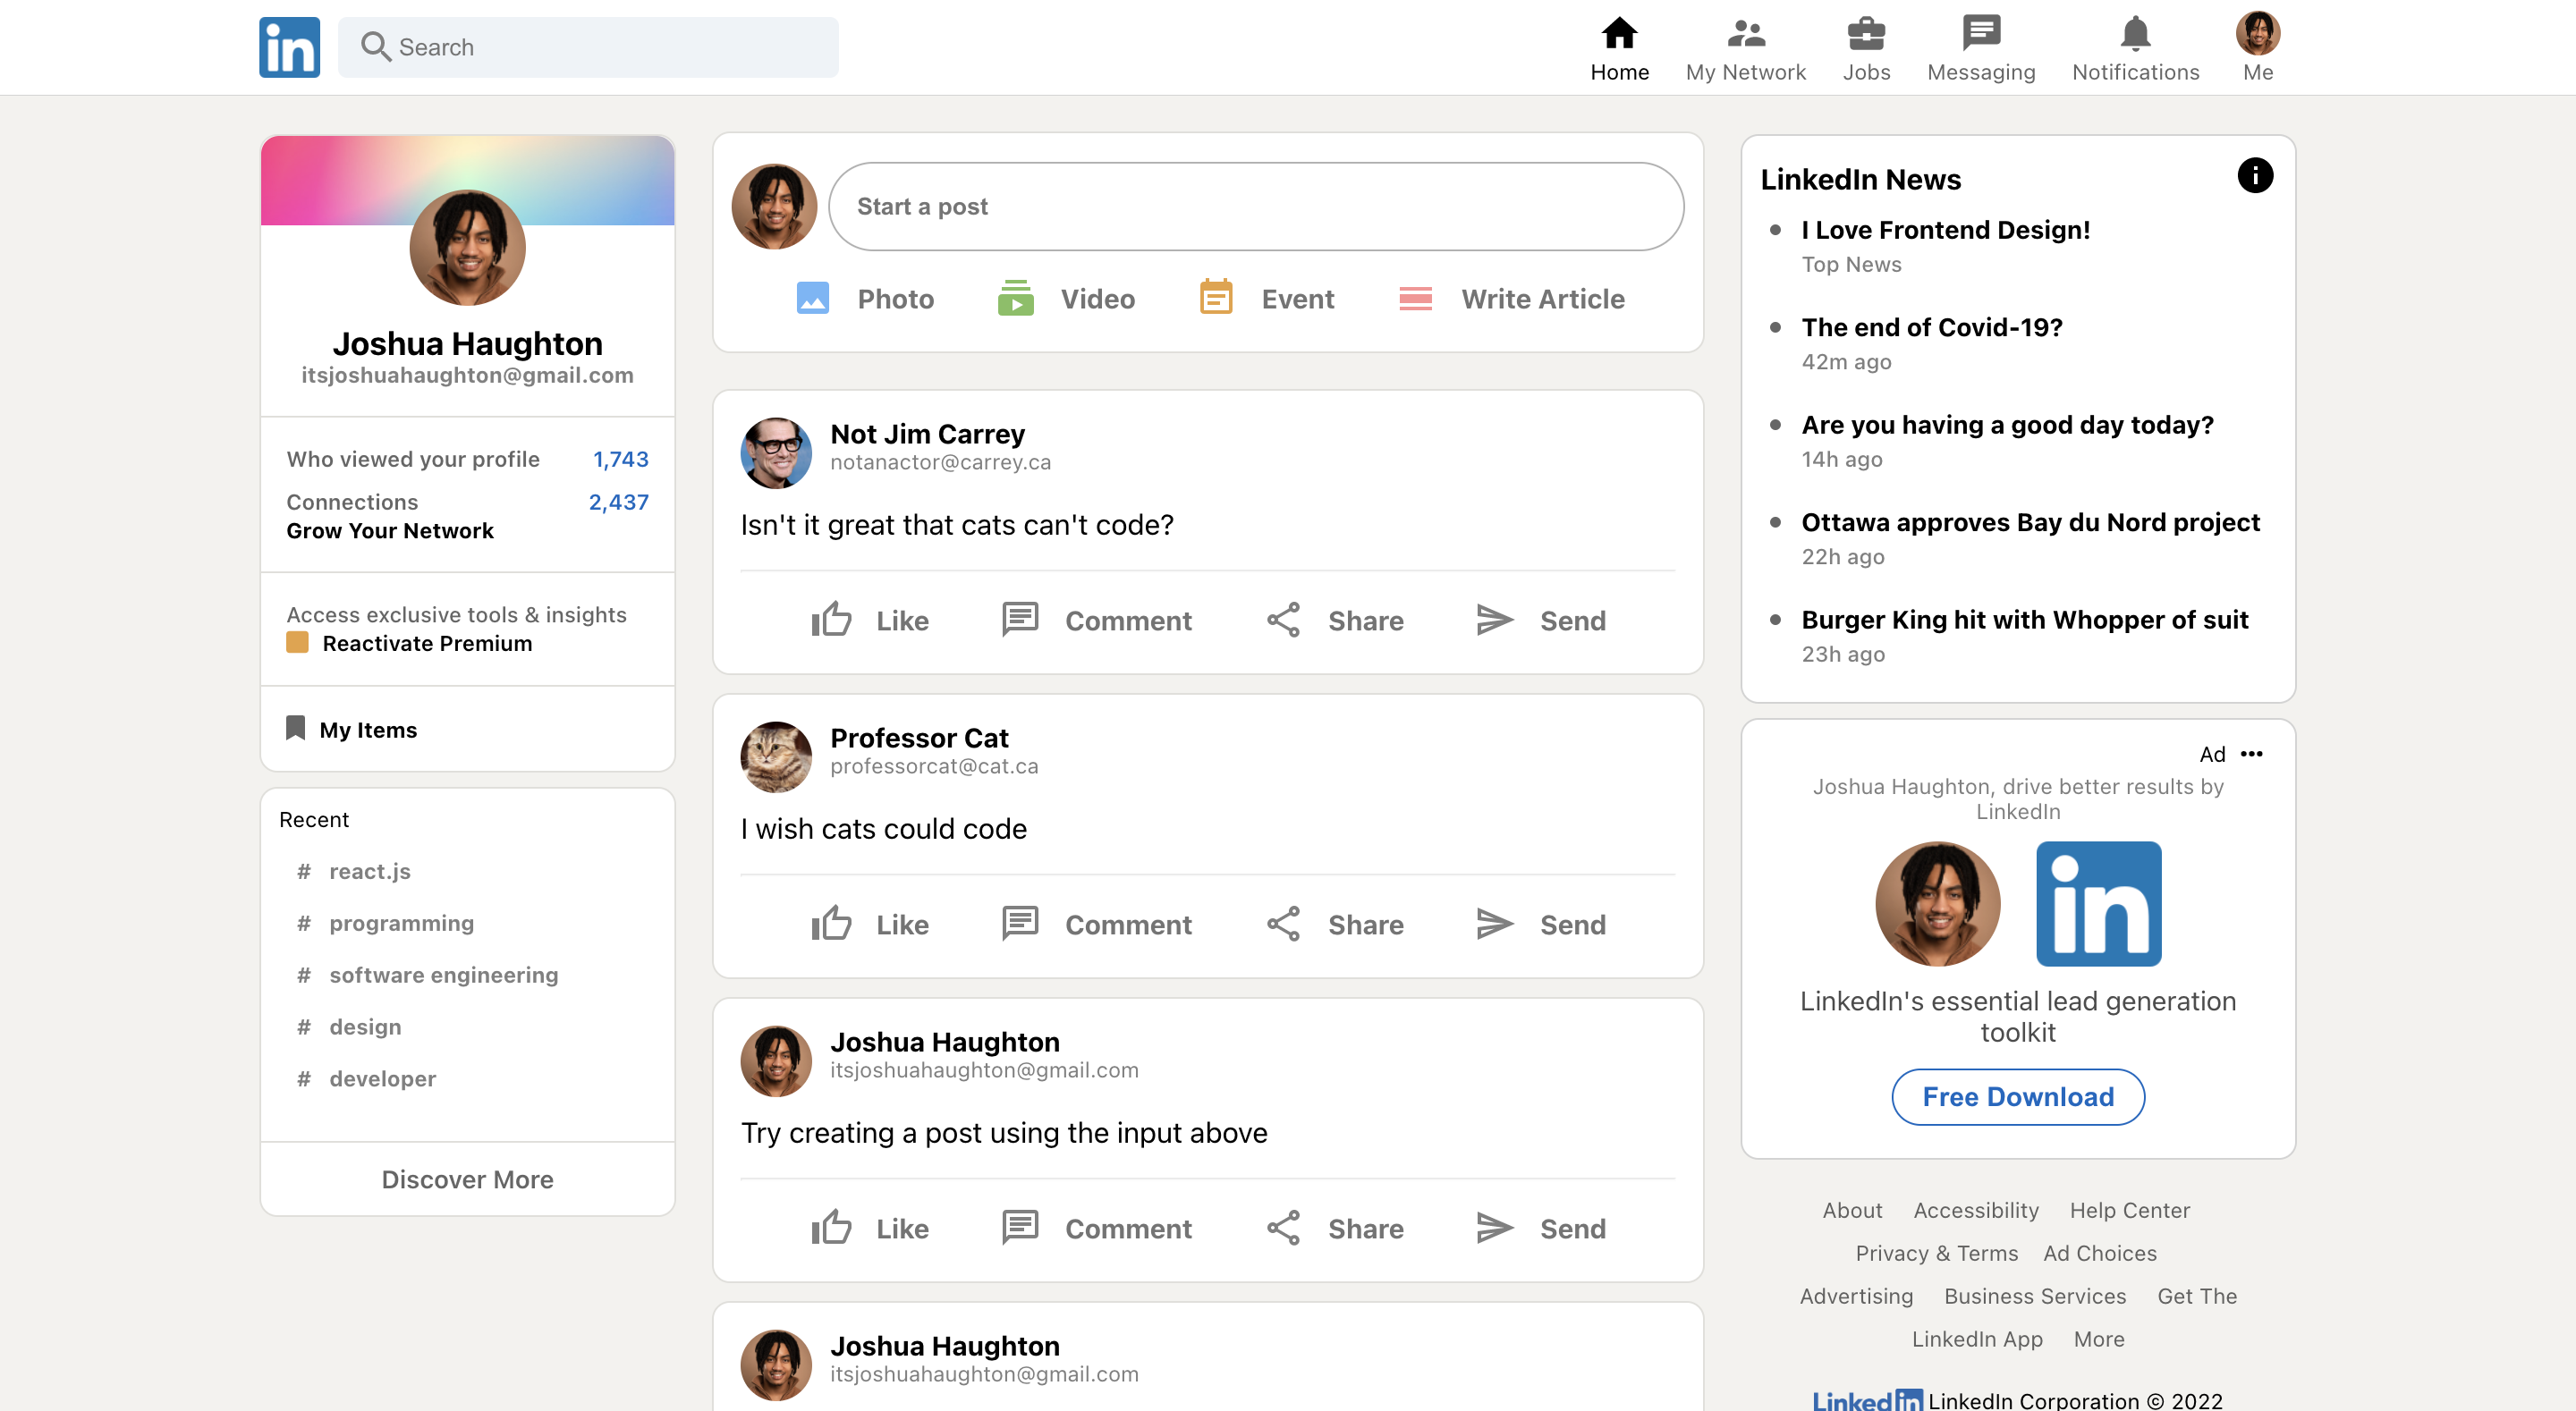 in
Search
Home
My Network
Jobs
Messaging
Notifications
Me
Joshua Haughton
itsjoshuahaughton@gmail.com
Who viewed your profile 1,743
Connections 2,437
Grow Your Network
Access exclusive tools & insights
Reactivate Premium
My Items
Recent
# react.js
# programming
# software engineering
# design
# developer
Discover More
Start a post
Photo Video Event Write Article
Not Jim Carrey
notanactor@carrey.ca
Isn't it great that cats can't code?
Like Comment Share Send
Professor Cat
professorcat@cat.ca
I wish cats could code
Like Comment Share Send
Joshua Haughton
itsjoshuahaughton@gmail.com
Try creating a post using the input above
Like Comment Share Send
Joshua Haughton
itsjoshuahaughton@gmail.com
LinkedIn News
I Love Frontend Design!
Top News
The end of Covid-19?
42m ago
Are you having a good day today?
14h ago
Ottawa approves Bay du Nord project
22h ago
Burger King hit with Whopper of suit
23h ago
Ad
Joshua Haughton, drive better results by
LinkedIn
in
LinkedIn's essential lead generation
toolkit
Free Download
About Accessibility Help Center
Privacy & Terms Ad Choices
Advertising Business Services Get The
LinkedIn App More
Linked in LinkedIn Corporation © 2022